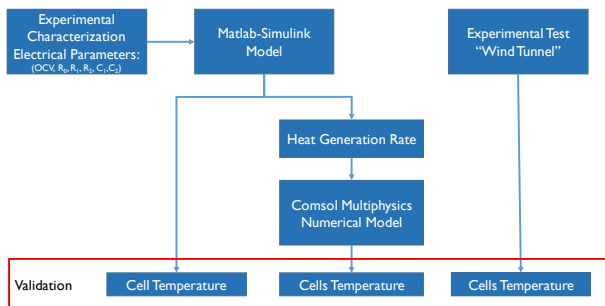 Experimental
Characterization
Electrical Parameters:
(OCV, R0, R1, R2, C1,C2)
Matlab-Simulink
Model
Experimental Test
“Wind Tunnel”
Heat Generation Rate
Comsol Multiphysics
Numerical Model
Validation
Cell Temperature
Cells Temperature
Cells Temperature